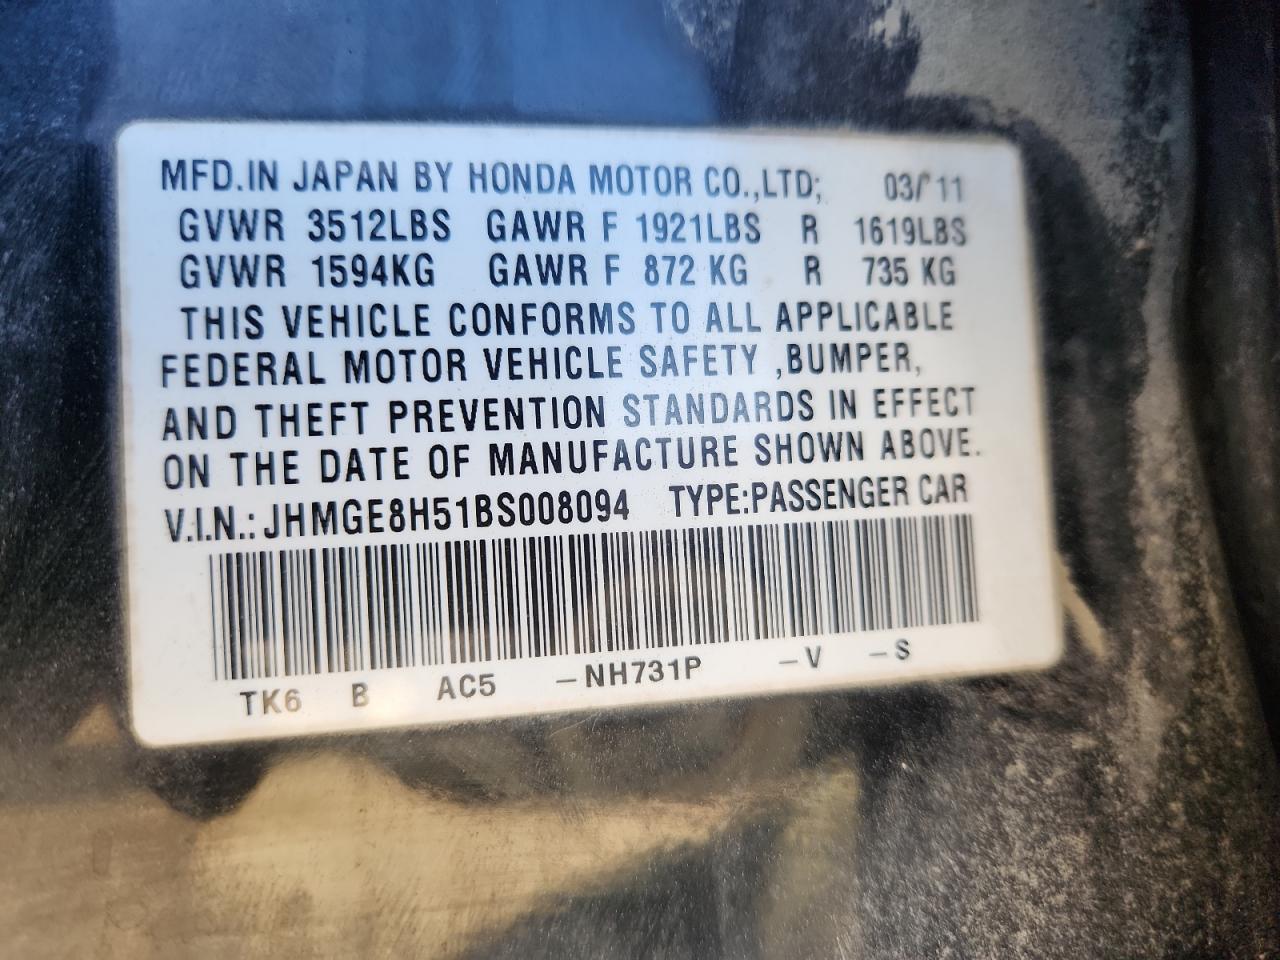 MFD.IN JAPAN BY HONDA MOTOR CO.,LTD; 03/'11
GVWR 3512LBS GAWR F 1921LBS R 1619LBS
GVWR 1594KG GAWR F 872 KG R 735 KG
THIS VEHICLE CONFORMS TO ALL APPLICABLE
FEDERAL MOTOR VEHICLE SAFETY ,BUMPER,
AND THEFT PREVENTION STANDARDS IN EFFECT
ON THE DATE OF MANUFACTURE SHOWN ABOVE.
V.I.N.: JHMGE8H51BS008094 TYPE:PASSENGER CAR
TK6 B AC5 –NH731P –V –S